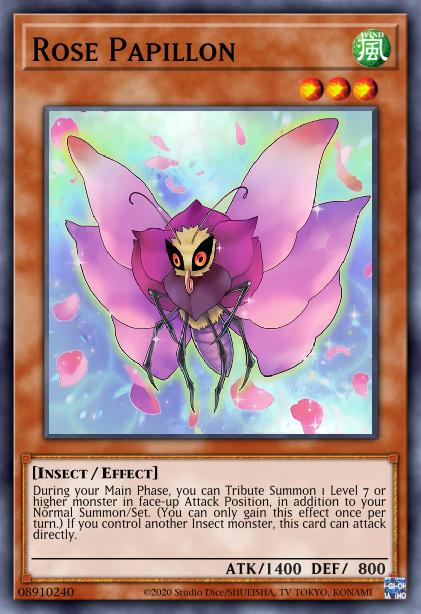 ROSE PAPILLON
WIND
風
[INSECT / EFFECT]
During your Main Phase, you can Tribute Summon 1 Level 7 or
higher monster in face-up Attack Position, in addition to your
Normal Summon/Set. (You can only gain this effect once per
turn.) If you control another Insect monster, this card can attack
directly.
ATK/1400 DEF/ 800
08910240
©2020 Studio Dice/SHUEISHA, TV TOKYO, KONAMI